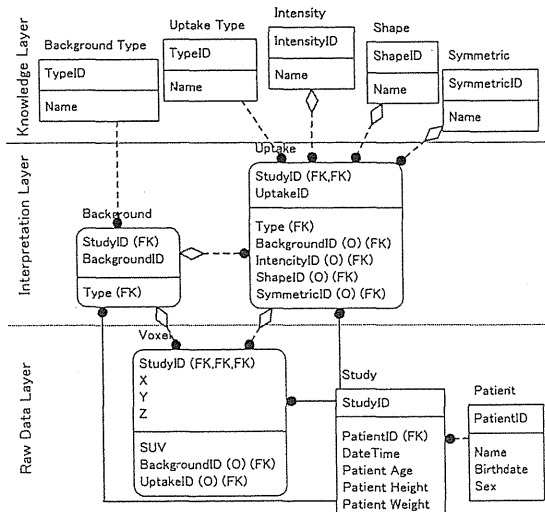 Knowledge Layer
Background Type
TypeID
Name
Uptake Type
TypeID
Name
Intensity
IntensityID
Name
Shape
ShapeID
Name
Symmetric
SymmetricID
Name
Interpretation Layer
Uptake
StudyID (FK,FK)
UptakeID
Type (FK)
BackgroundID (O) (FK)
IntencityID (O) (FK)
ShapeID (O) (FK)
SymmetricID (O) (FK)
Background
StudyID (FK)
BackgroundID
Type (FK)
Raw Data Layer
Voxel
StudyID (FK,FK,FK)
X
Y
Z
SUV
BackgroundID (O) (FK)
UptakeID (O) (FK)
Study
StudyID
PatientID (FK)
DateTime
Patient Age
Patient Height
Patient Weight
Patient
PatientID
Name
Birthdate
Sex